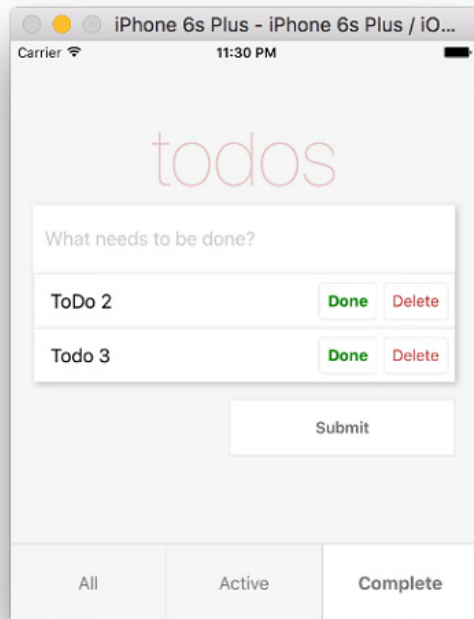 iPhone 6s Plus - iPhone 6s Plus / iO...
Carrier 11:30 PM
todos
What needs to be done?
ToDo 2 Done Delete
Todo 3 Done Delete
Submit
All Active Complete